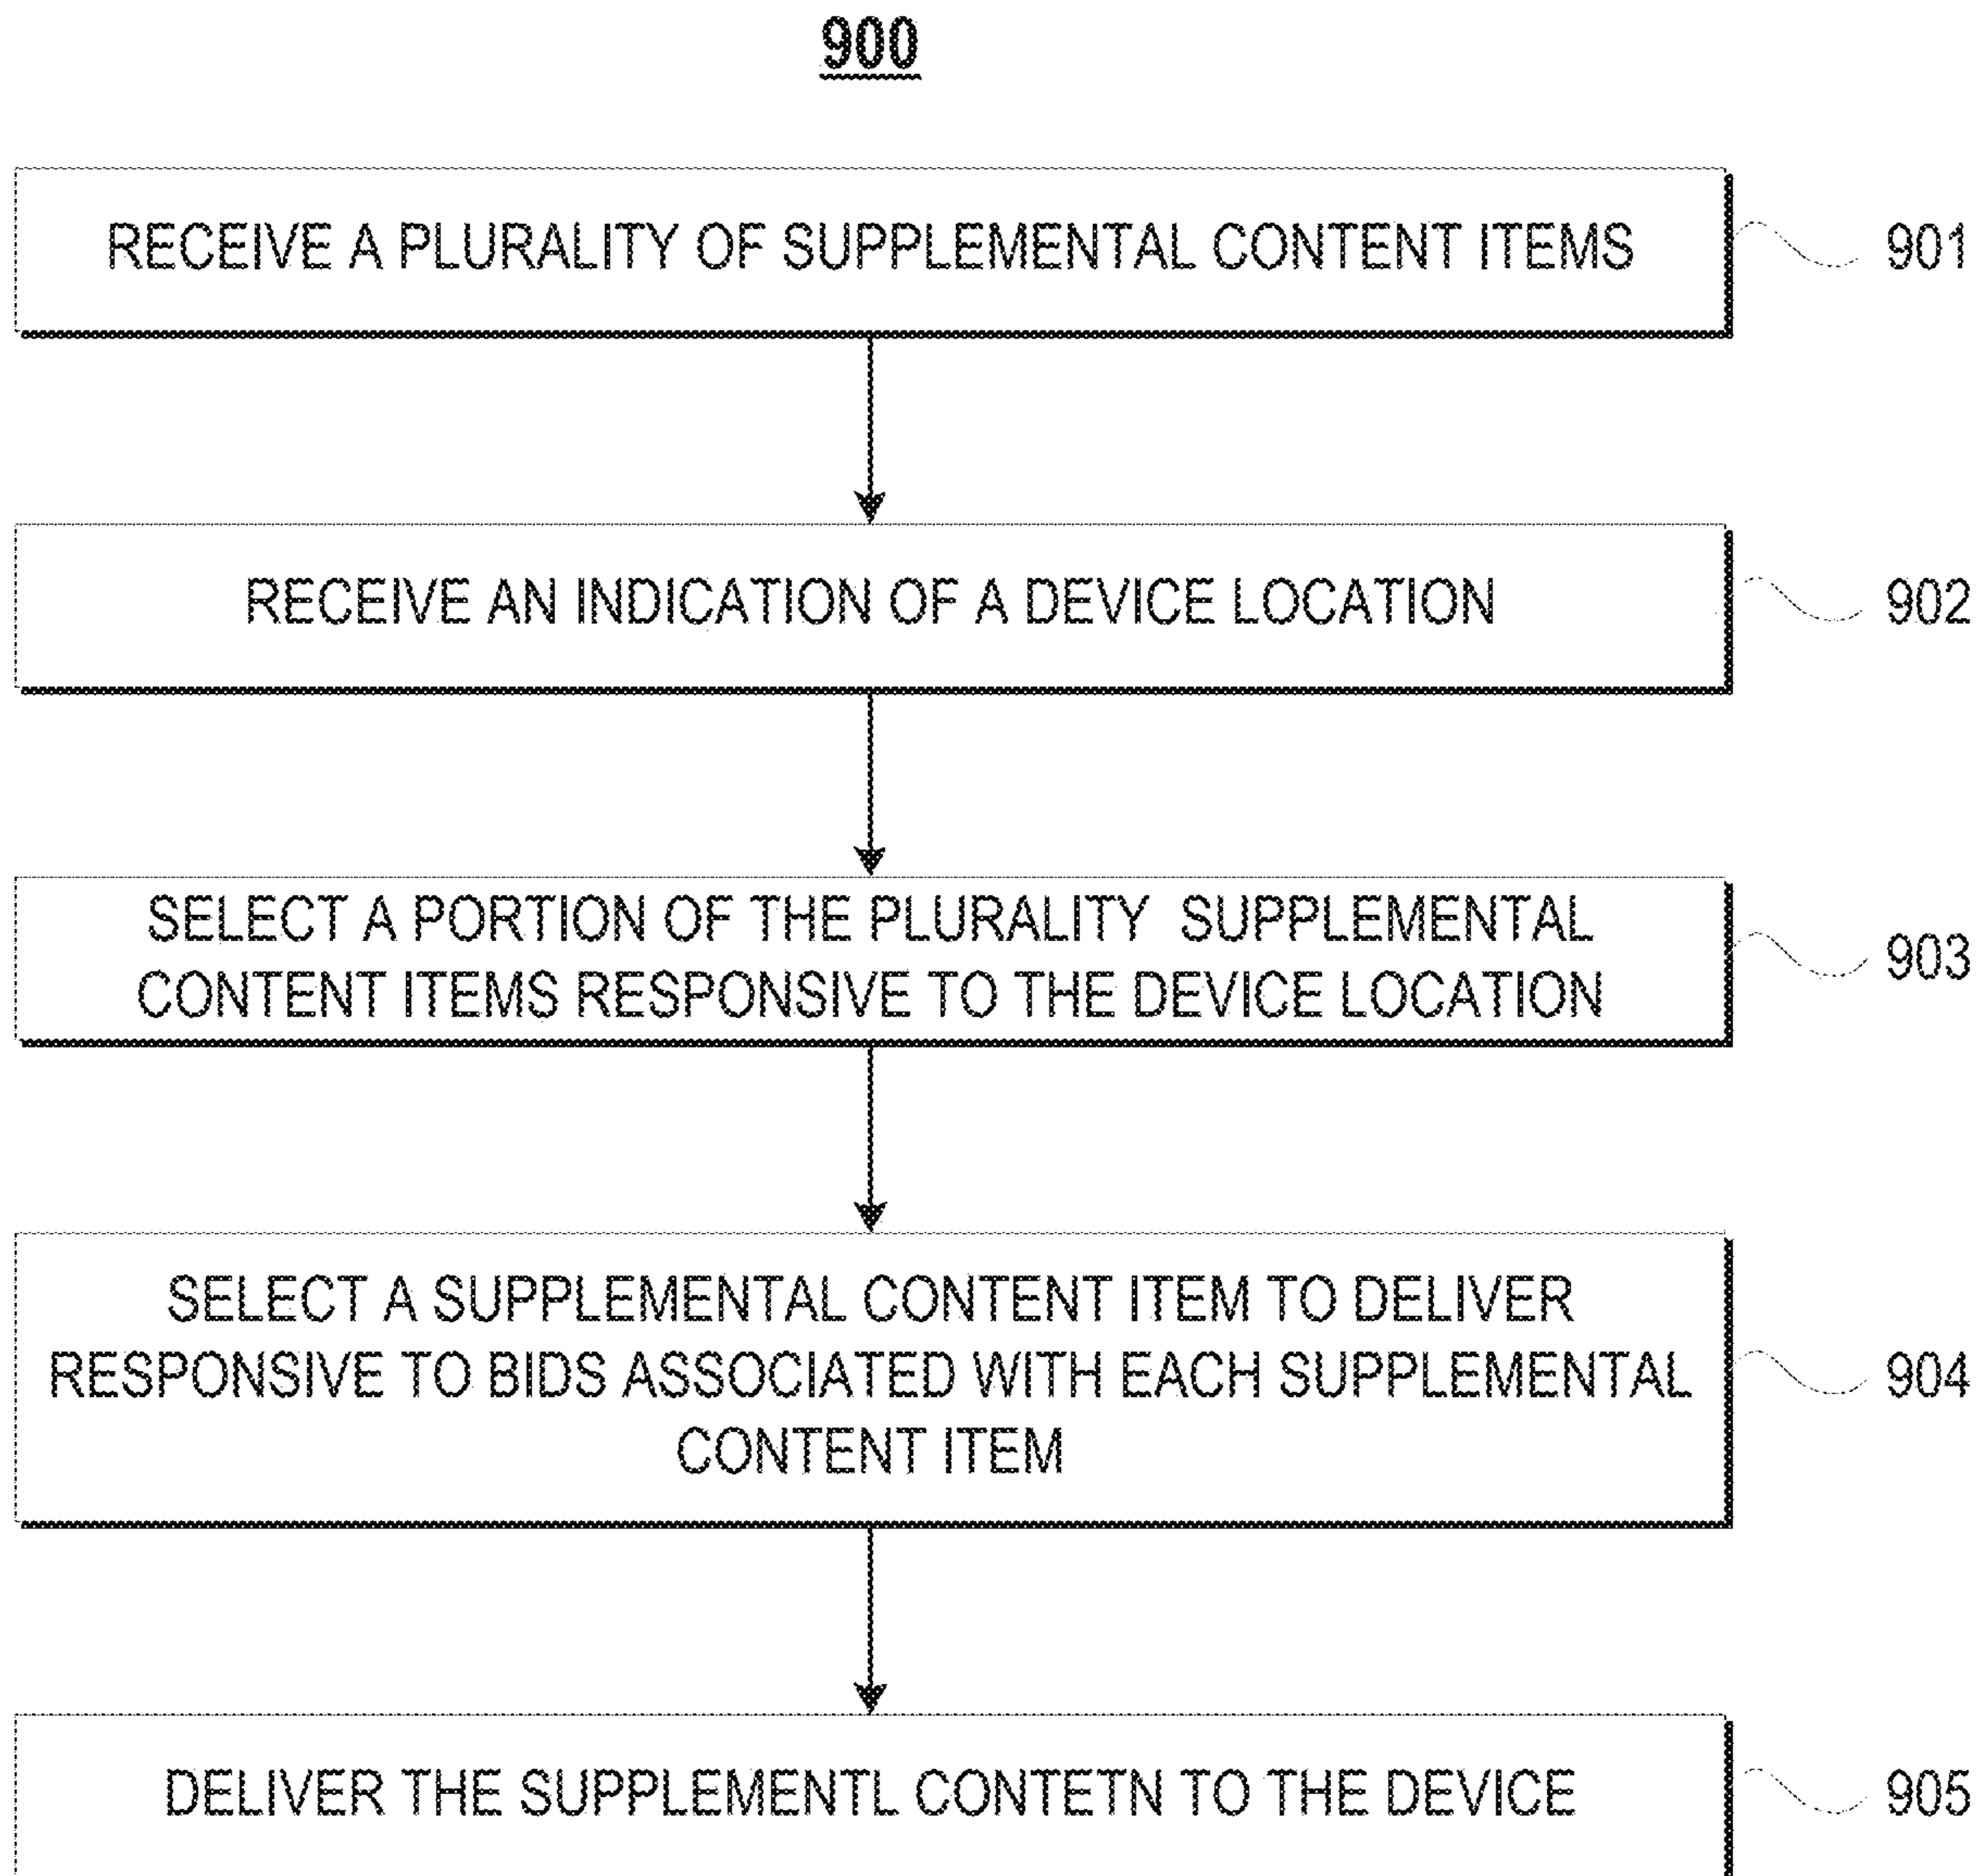 900
RECEIVE A PLURALITY OF SUPPLEMENTAL CONTENT ITEMS
901
RECEIVE AN INDICATION OF A DEVICE LOCATION
902
SELECT A PORTION OF THE PLURALITY SUPPLEMENTAL
CONTENT ITEMS RESPONSIVE TO THE DEVICE LOCATION
903
SELECT A SUPPLEMENTAL CONTENT ITEM TO DELIVER
RESPONSIVE TO BIDS ASSOCIATED WITH EACH SUPPLEMENTAL
CONTENT ITEM
904
DELIVER THE SUPPLEMENTL CONTETN TO THE DEVICE
905